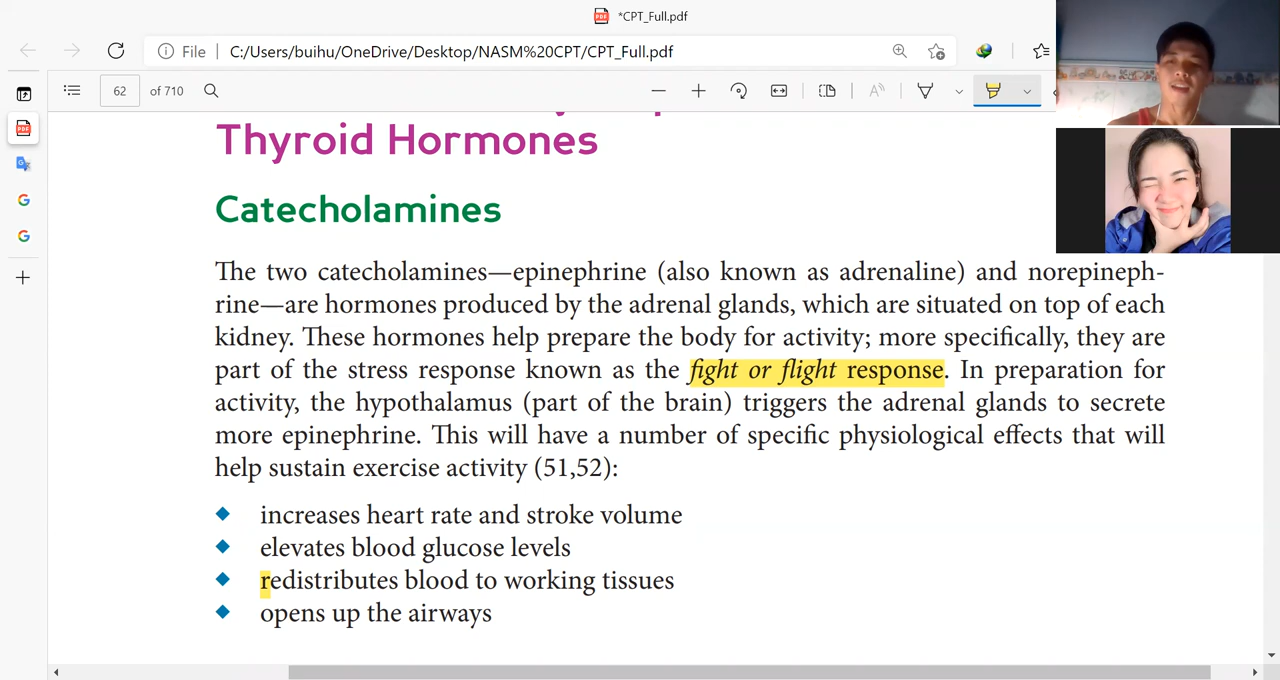 *CPT_Full.pdf
File C:/Users/buihu/OneDrive/Desktop/NASM%20CPT/CPT_Full.pdf
62 of 710
Thyroid Hormones
Catecholamines
The two catecholamines—epinephrine (also known as adrenaline) and norepineph-
rine—are hormones produced by the adrenal glands, which are situated on top of each
kidney. These hormones help prepare the body for activity; more specifically, they are
part of the stress response known as the fight or flight response. In preparation for
activity, the hypothalamus (part of the brain) triggers the adrenal glands to secrete
more epinephrine. This will have a number of specific physiological effects that will
help sustain exercise activity (51,52):
increases heart rate and stroke volume
elevates blood glucose levels
redistributes blood to working tissues
opens up the airways